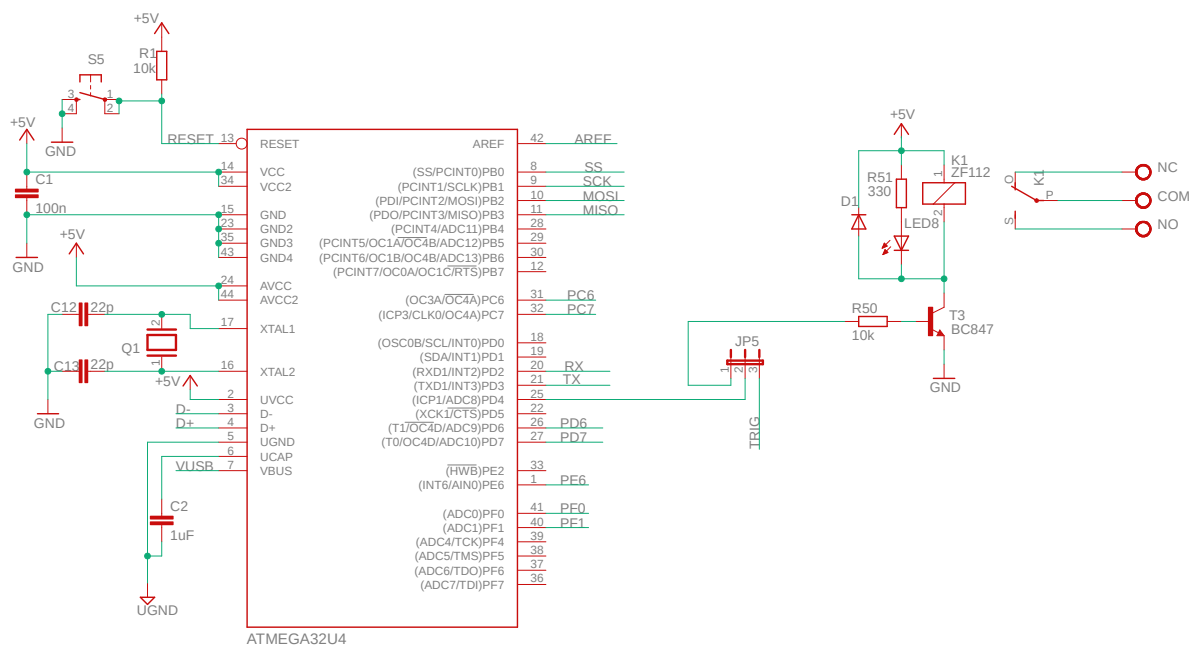 +5V
R1
10k
S5
3
1
4
2
GND
+5V
C1
100n
GND
+5V
RESET 13 RESET
14 VCC
34 VCC2
15 GND
23 GND2
35 GND3
43 GND4
24 AVCC
44 AVCC2
17 XTAL1
16 XTAL2
2 UVCC
D- 3 D-
D+ 4 D+
5 UGND
6 UCAP
VUSB 7 VBUS
C12 22p
2
Q1
1
C13 22p
+5V
GND
C2
1uF
UGND
AREF 42 AREF
(SS/PCINT0)PB0 8 SS
(PCINT1/SCLK)PB1 9 SCK
(PDI/PCINT2/MOSI)PB2 10 MOSI
(PDO/PCINT3/MISO)PB3 11 MISO
(PCINT4/ADC11)PB4 28
(PCINT5/OC1A/OC4B/ADC12)PB5 29
(PCINT6/OC1B/OC4B/ADC13)PB6 30
(PCINT7/OC0A/OC1C/RTS)PB7 12
(OC3A/OC4A)PC6 31 PC6
(ICP3/CLK0/OC4A)PC7 32 PC7
(OSC0B/SCL/INT0)PD0 18
(SDA/INT1)PD1 19
(RXD1/INT2)PD2 20 RX
(TXD1/INT3)PD3 21 TX
(ICP1/ADC8)PD4 25
(XCK1/CTS)PD5 22
(T1/OC4D/ADC9)PD6 26 PD6
(T0/OC4D/ADC10)PD7 27 PD7
(HWB)PE2 33
(INT6/AIN0)PE6 1 PE6
(ADC0)PF0 41 PF0
(ADC1)PF1 40 PF1
(ADC4/TCK)PF4 39
(ADC5/TMS)PF5 38
(ADC6/TDO)PF6 37
(ADC7/TDI)PF7 36
ATMEGA32U4
JP5
1
2
3
TRIG
+5V
D1
R51
330
LED8
K1
ZF112
1
2
R50
10k
T3
BC847
GND
O
K1
P
S
NC
COM
NO